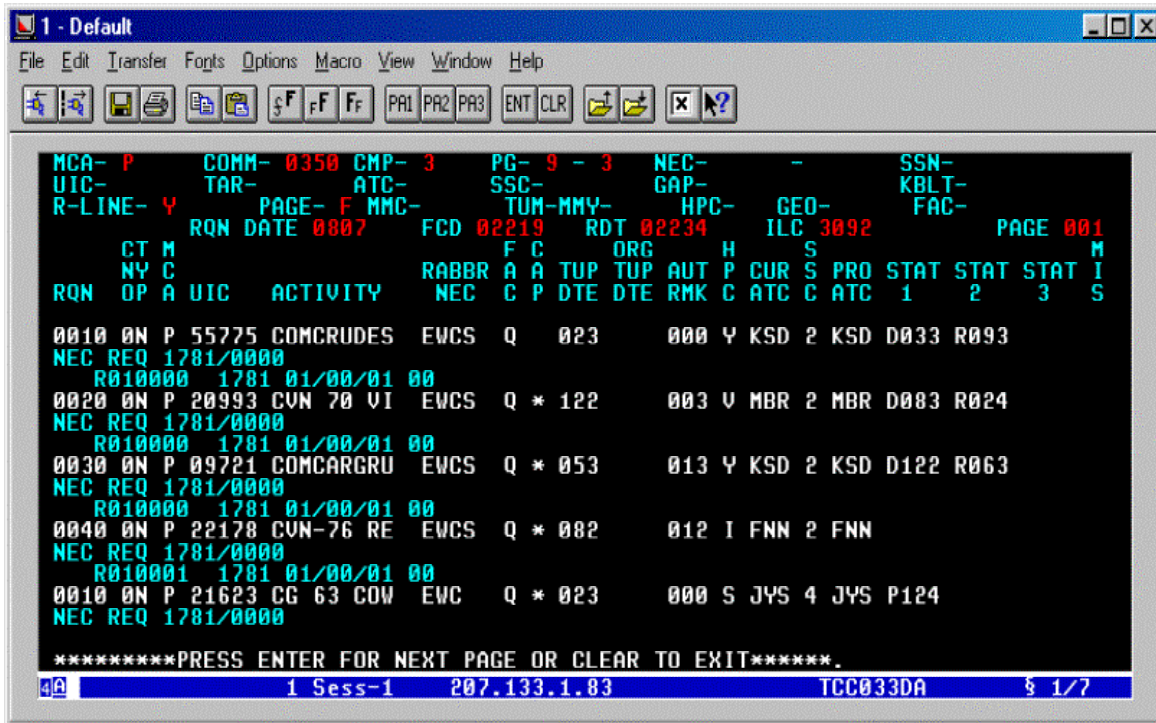 1 - Default
File Edit Transfer Fonts Options Macro View Window Help
£F FF FF PA1 PA2 PA3 ENT CLR
MCA- P COMM- 0350 CMP- 3 PG- 9 - 3 NEC- - SSN-
UIC- TAR- ATC- SSC- GAP- KBLT-
R-LINE- Y PAGE- F MMC- TUM-MMY- HPC- GEO- FAC-
RQN DATE 0807 FCD 02219 RDT 02234 ILC 3092 PAGE 001
CT M F C ORG H S M
NY C RABBR A A TUP TUP AUT P CUR S PRO STAT STAT STAT I
RQN OP A UIC ACTIVITY NEC C P DTE DTE RMK C ATC C ATC 1 2 3 S
0010 0N P 55775 COMCRUDES EWCS Q 023 000 Y KSD 2 KSD D033 R093
NEC REQ 1781/0000
R010000 1781 01/00/01 00
0020 0N P 20993 CVN 70 VI EWCS Q * 122 003 V MBR 2 MBR D083 R024
NEC REQ 1781/0000
R010000 1781 01/00/01 00
0030 0N P 09721 COMCARGRU EWCS Q * 053 013 Y KSD 2 KSD D122 R063
NEC REQ 1781/0000
R010000 1781 01/00/01 00
0040 0N P 22178 CVN-76 RE EWCS Q * 082 012 I FNN 2 FNN
NEC REQ 1781/0000
R010001 1781 01/00/01 00
0010 0N P 21623 CG 63 COW EWC Q * 023 000 S JYS 4 JYS P124
NEC REQ 1781/0000
*********PRESS ENTER FOR NEXT PAGE OR CLEAR TO EXIT******.
4A 1 Sess-1 207.133.1.83 TCC033DA § 1/7